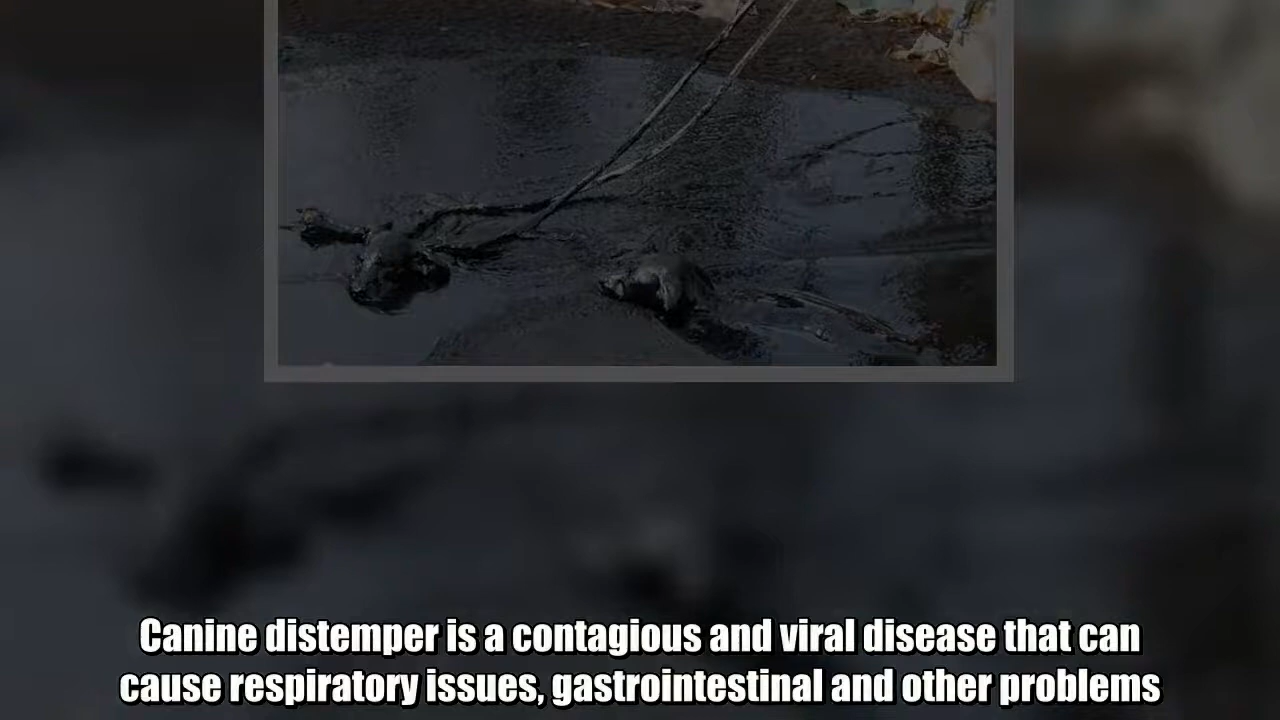 Canine distemper is a contagious and viral disease that can
cause respiratory issues, gastrointestinal and other problems